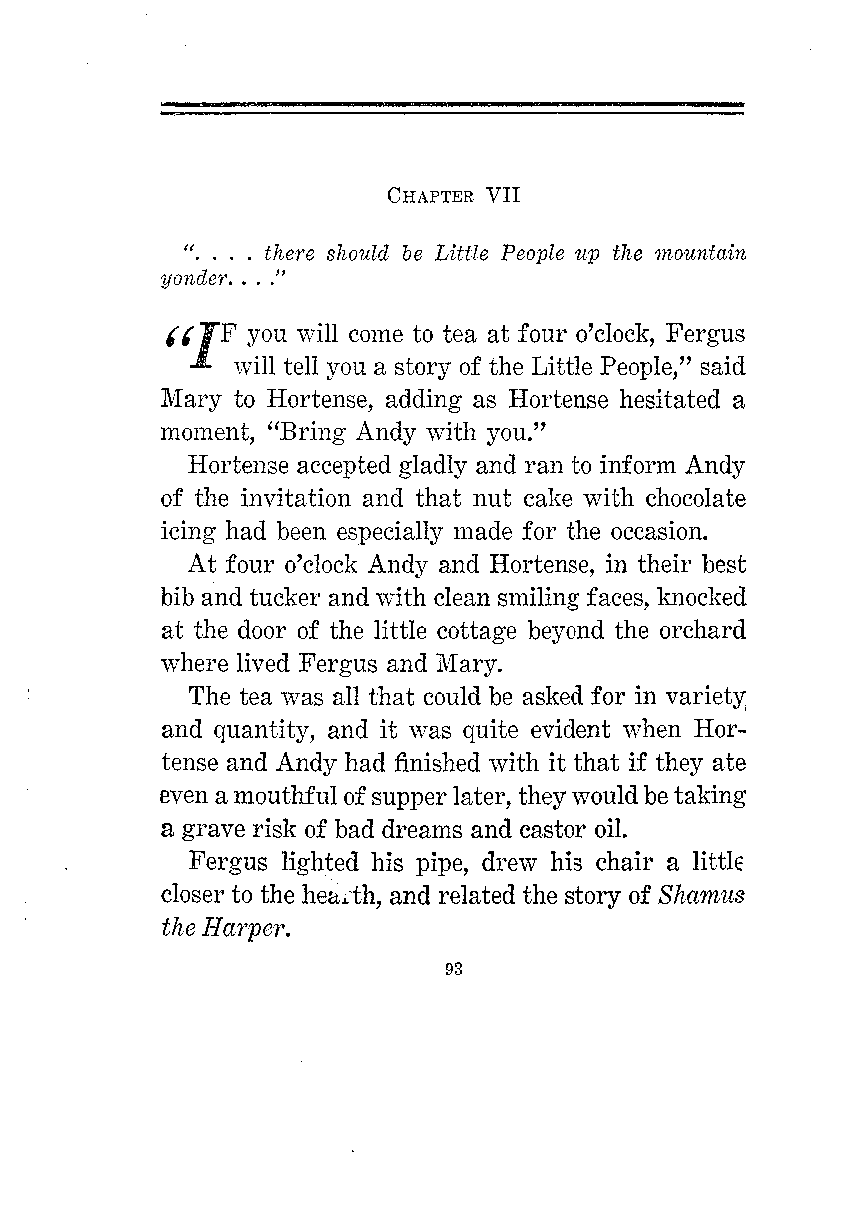 CHAPTER VII
“. . . . there should be Little People up the mountain
yonder. . . .”
“IF you will come to tea at four o’clock, Fergus
will tell you a story of the Little People,” said
Mary to Hortense, adding as Hortense hesitated a
moment, “Bring Andy with you.”
Hortense accepted gladly and ran to inform Andy
of the invitation and that nut cake with chocolate
icing had been especially made for the occasion.
At four o’clock Andy and Hortense, in their best
bib and tucker and with clean smiling faces, knocked
at the door of the little cottage beyond the orchard
where lived Fergus and Mary.
The tea was all that could be asked for in variety
and quantity, and it was quite evident when Hor-
tense and Andy had finished with it that if they ate
even a mouthful of supper later, they would be taking
a grave risk of bad dreams and castor oil.
Fergus lighted his pipe, drew his chair a little
closer to the hearth, and related the story of Shamus
the Harper.
93